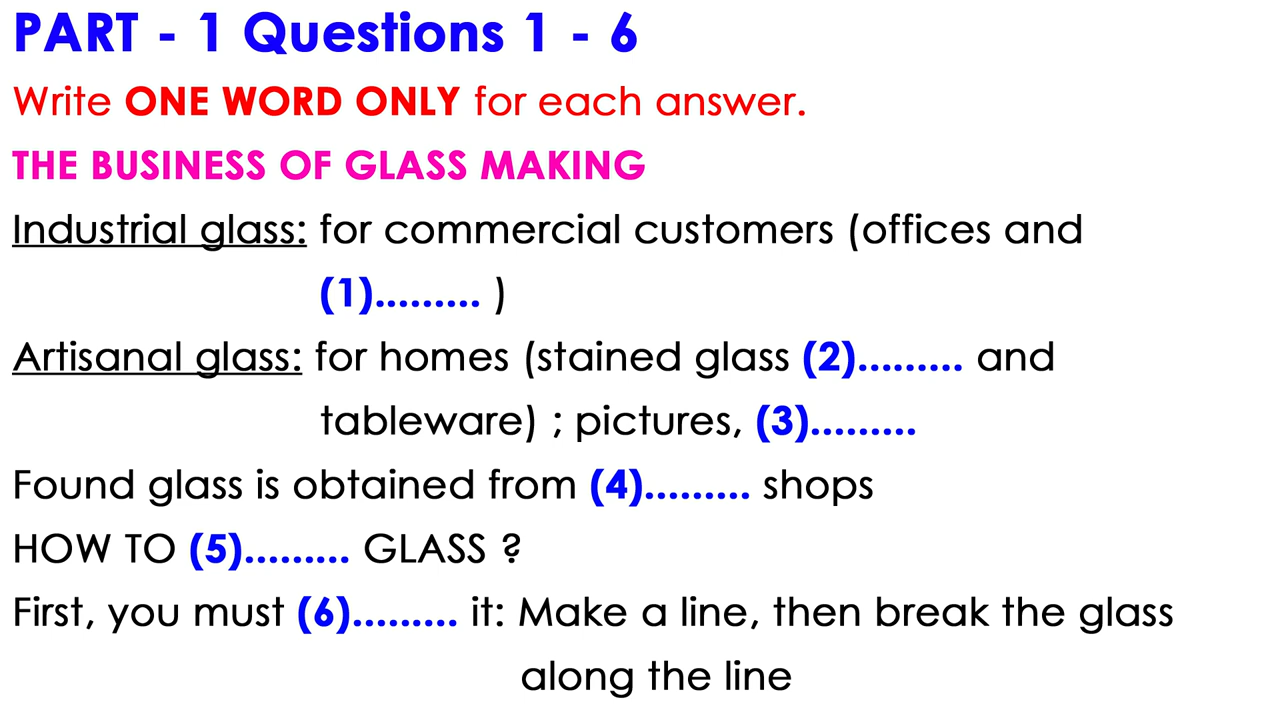 PART - 1 Questions 1 - 6
Write ONE WORD ONLY for each answer.
THE BUSINESS OF GLASS MAKING
Industrial glass: for commercial customers (offices and
(1)......... )
Artisanal glass: for homes (stained glass (2)......... and
tableware) ; pictures, (3).........
Found glass is obtained from (4)......... shops
HOW TO (5)......... GLASS ?
First, you must (6)......... it: Make a line, then break the glass
along the line